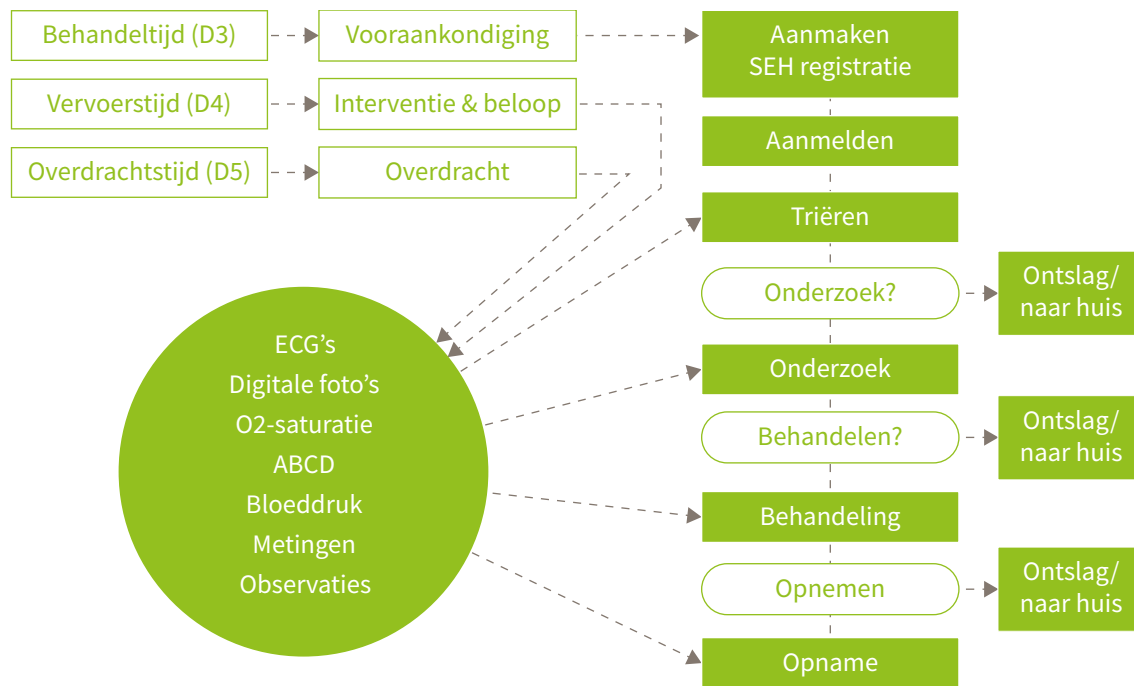 Behandeltijd (D3)
Vooraankondiging
Aanmaken
SEH registratie
Vervoerstijd (D4)
Interventie & beloop
Aanmelden
Overdrachtstijd (D5)
Overdracht
Triëren
Onderzoek?
Ontslag/
naar huis
ECG’s
Digitale foto’s
O2-saturatie
ABCD
Bloeddruk
Metingen
Observaties
Onderzoek
Behandelen?
Ontslag/
naar huis
Behandeling
Opnemen
Ontslag/
naar huis
Opname